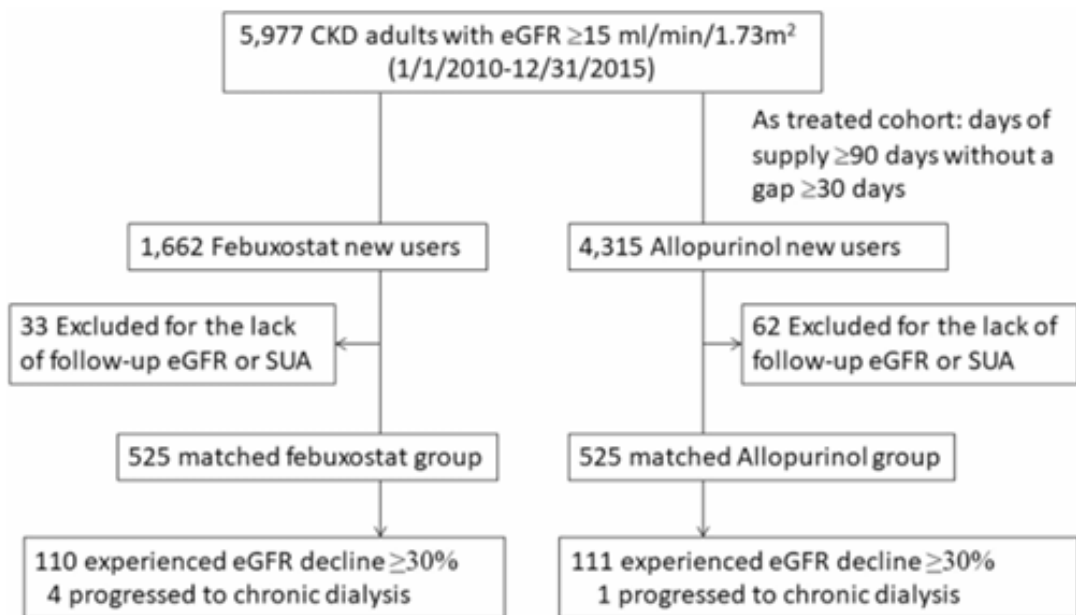 5,977 CKD adults with eGFR ≥15 ml/min/1.73m²
(1/1/2010-12/31/2015)
As treated cohort: days of
supply ≥90 days without a
gap ≥30 days
1,662 Febuxostat new users
4,315 Allopurinol new users
33 Excluded for the lack
of follow-up eGFR or SUA
62 Excluded for the lack of
follow-up eGFR or SUA
525 matched febuxostat group
525 matched Allopurinol group
110 experienced eGFR decline ≥30%
4 progressed to chronic dialysis
111 experienced eGFR decline ≥30%
1 progressed to chronic dialysis